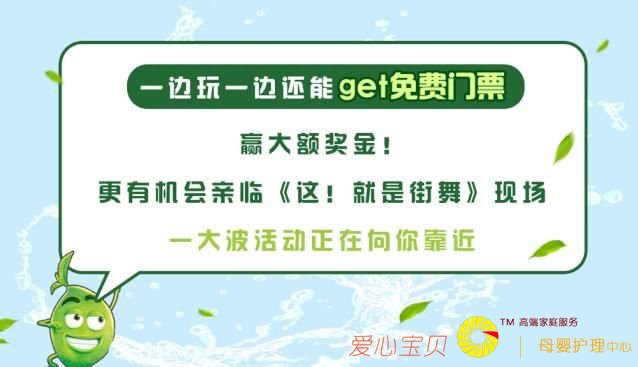 一边玩一边还能get免费门票
赢大额奖金！
更有机会亲临《这！就是街舞》现场
一大波活动正在向你靠近
爱心宝贝
TM 高端家庭服务
母婴护理中心